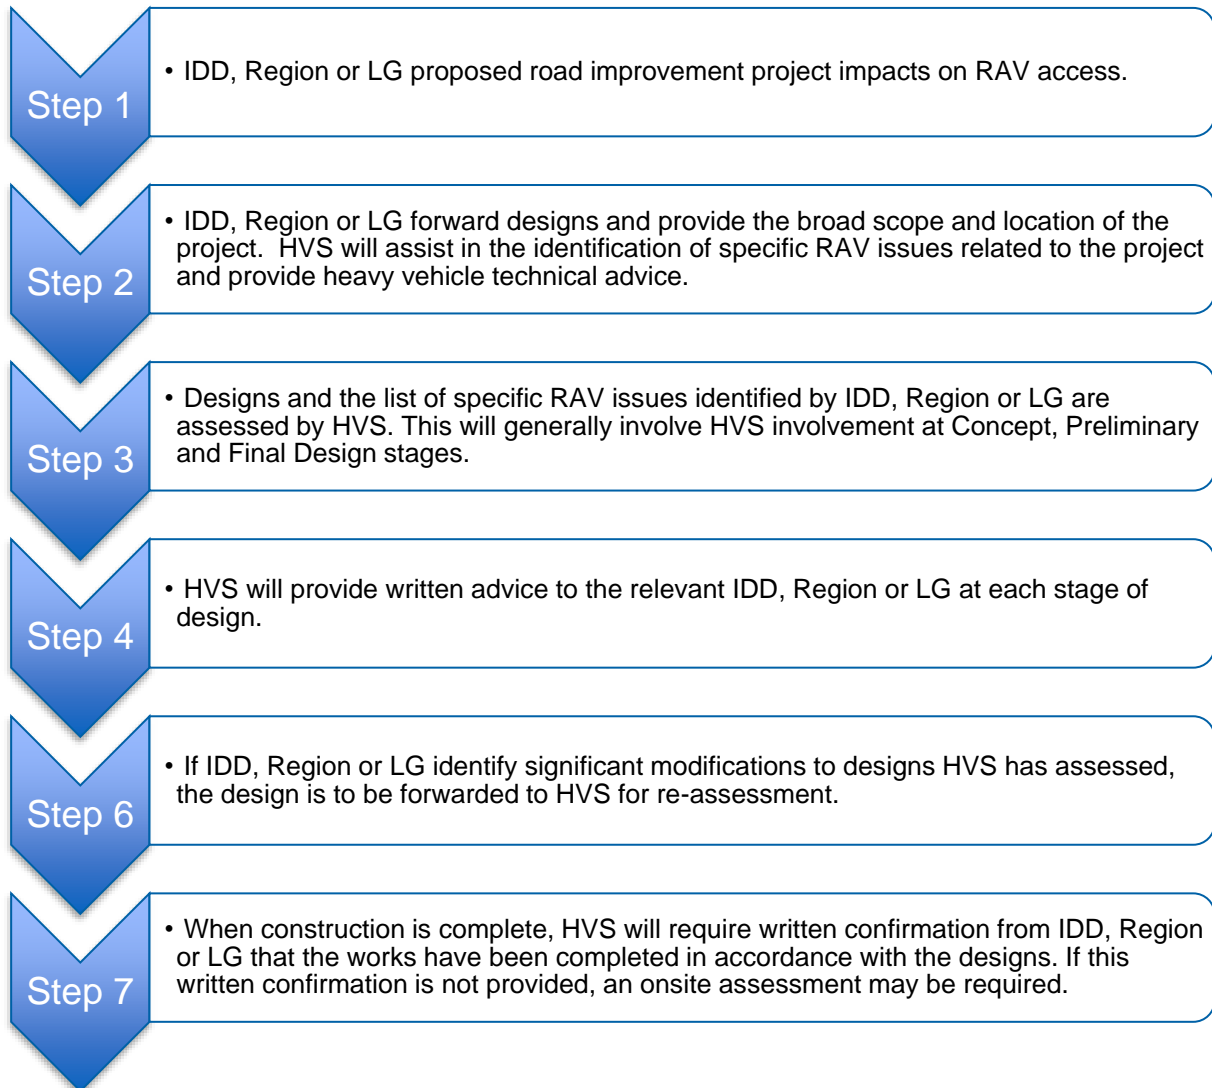 Step 1
• IDD, Region or LG proposed road improvement project impacts on RAV access.
Step 2
• IDD, Region or LG forward designs and provide the broad scope and location of the
project.  HVS will assist in the identification of specific RAV issues related to the project
and provide heavy vehicle technical advice.
Step 3
• Designs and the list of specific RAV issues identified by IDD, Region or LG are
assessed by HVS. This will generally involve HVS involvement at Concept, Preliminary
and Final Design stages.
Step 4
• HVS will provide written advice to the relevant IDD, Region or LG at each stage of
design.
Step 6
• If IDD, Region or LG identify significant modifications to designs HVS has assessed,
the design is to be forwarded to HVS for re-assessment.
Step 7
• When construction is complete, HVS will require written confirmation from IDD, Region
or LG that the works have been completed in accordance with the designs. If this
written confirmation is not provided, an onsite assessment may be required.